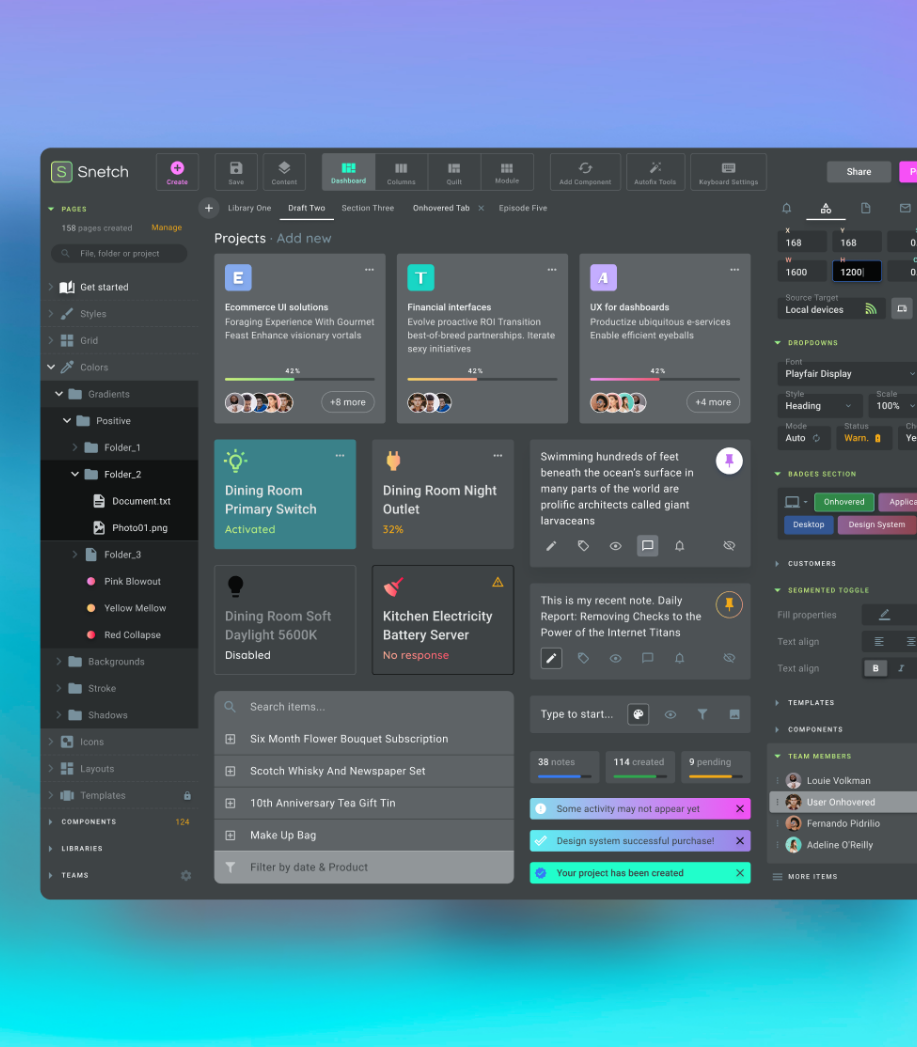 S Snetch
Create
Save
Content
Dashboard
Columns
Quilt
Module
Add Component
Autofix Tools
Keyboard Settings
Share
PAGES
158 pages created Manage
File, folder or project
Get started
Styles
Grid
Colors
Gradients
Positive
Folder_1
Folder_2
Document.txt
Photo01.png
Folder_3
Pink Blowout
Yellow Mellow
Red Collapse
Backgrounds
Stroke
Shadows
Icons
Layouts
Templates
COMPONENTS 124
LIBRARIES
TEAMS
+ Library One Draft Two Section Three Onhovered Tab × Episode Five
Projects · Add new
E
Ecommerce UI solutions
Foraging Experience With Gourmet
Feast Enhance visionary vortals
42%
+8 more
T
Financial interfaces
Evolve proactive ROI Transition
best-of-breed partnerships. Iterate
sexy initiatives
42%
A
UX for dashboards
Productize ubiquitous e-services
Enable efficient eyeballs
42%
+4 more
Dining Room
Primary Switch
Activated
Dining Room Night
Outlet
32%
Dining Room Soft
Daylight 5600K
Disabled
Kitchen Electricity
Battery Server
No response
Search items...
Six Month Flower Bouquet Subscription
Scotch Whisky And Newspaper Set
10th Anniversary Tea Gift Tin
Make Up Bag
Filter by date & Product
Swimming hundreds of feet
beneath the ocean's surface in
many parts of the world are
prolific architects called giant
larvaceans
This is my recent note. Daily
Report: Removing Checks to the
Power of the Internet Titans
Type to start...
38 notes
114 created
9 pending
Some activity may not appear yet
Design system successful purchase!
Your project has been created
X Y
168 168
W H
1600 1200
Source Target
Local devices
DROPDOWNS
Font
Playfair Display
Style Scale
Heading 100%
Mode Status
Auto Warn.
BADGES SECTION
Onhovered
Desktop Design System
CUSTOMERS
SEGMENTED TOGGLE
Fill properties
Text align
Text align B I
TEMPLATES
COMPONENTS
TEAM MEMBERS
Louie Volkman
User Onhovered
Fernando Pidrilio
Adeline O'Reilly
MORE ITEMS